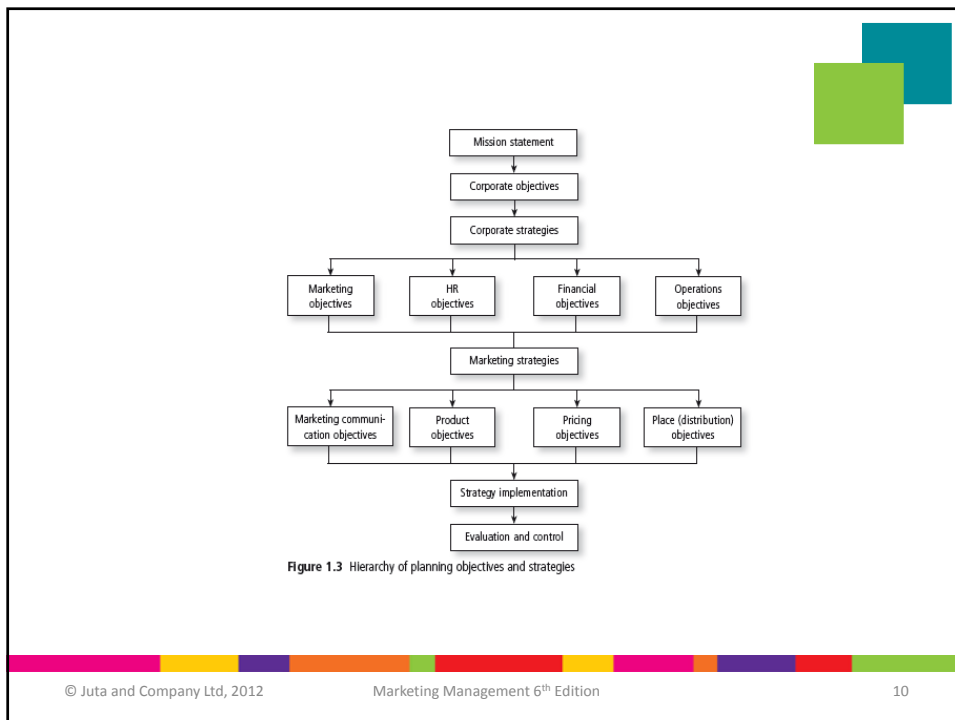 Mission statement
Corporate objectives
Corporate strategies
Marketing
objectives
HR
objectives
Financial
objectives
Operations
objectives
Marketing strategies
Marketing communi-
cation objectives
Product
objectives
Pricing
objectives
Place (distribution)
objectives
Strategy implementation
Evaluation and control
Figure 1.3 Hierarchy of planning objectives and strategies
© Juta and Company Ltd, 2012 Marketing Management 6th Edition 10